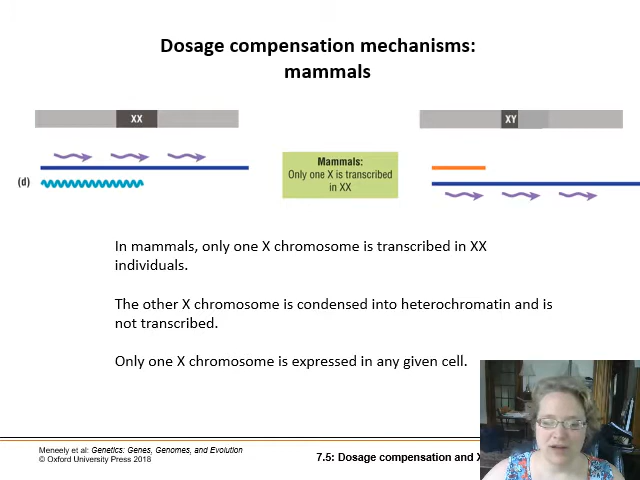 Dosage compensation mechanisms:
mammals
XX
XY
(d)
Mammals:
Only one X is transcribed
in XX
In mammals, only one X chromosome is transcribed in XX
individuals.
The other X chromosome is condensed into heterochromatin and is
not transcribed.
Only one X chromosome is expressed in any given cell.
Meneely et al: Genetics: Genes, Genomes, and Evolution
© Oxford University Press 2018
7.5: Dosage compensation and X